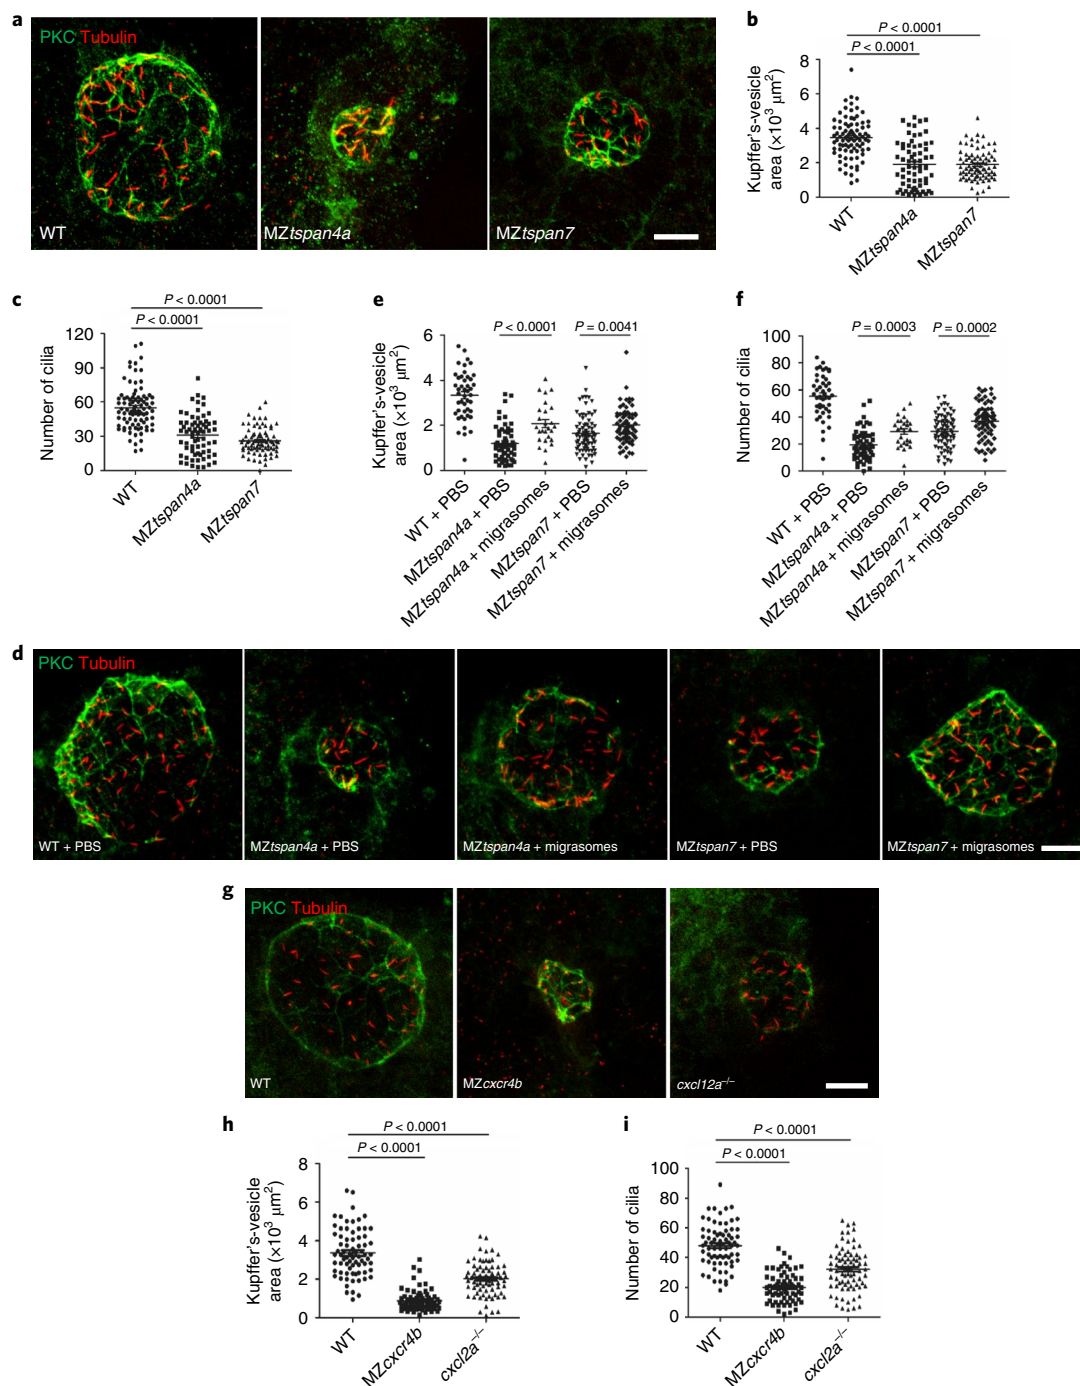 a
PKC Tubulin
WT
MZtspan4a
MZtspan7
b
P < 0.0001
P < 0.0001
Kupffer's-vesicle
area (×10³ μm²)
8
6
4
2
0
WT
MZtspan4a
MZtspan7
c
P < 0.0001
P < 0.0001
Number of cilia
120
90
60
30
0
WT
MZtspan4a
MZtspan7
e
P < 0.0001
P = 0.0041
Kupffer's-vesicle
area (×10³ μm²)
6
4
2
0
WT + PBS
MZtspan4a + PBS
MZtspan4a + migrasomes
MZtspan7 + PBS
MZtspan7 + migrasomes
f
P = 0.0003
P = 0.0002
Number of cilia
100
80
60
40
20
0
WT + PBS
MZtspan4a + PBS
MZtspan4a + migrasomes
MZtspan7 + PBS
MZtspan7 + migrasomes
d
PKC Tubulin
WT + PBS
MZtspan4a + PBS
MZtspan4a + migrasomes
MZtspan7 + PBS
MZtspan7 + migrasomes
g
PKC Tubulin
WT
MZcxcr4b
cxcl12a⁻/⁻
h
P < 0.0001
P < 0.0001
Kupffer's-vesicle
area (×10³ μm²)
8
6
4
2
0
WT
MZcxcr4b
cxcl2a⁻/⁻
i
P < 0.0001
P < 0.0001
Number of cilia
100
80
60
40
20
0
WT
MZcxcr4b
cxcl2a⁻/⁻